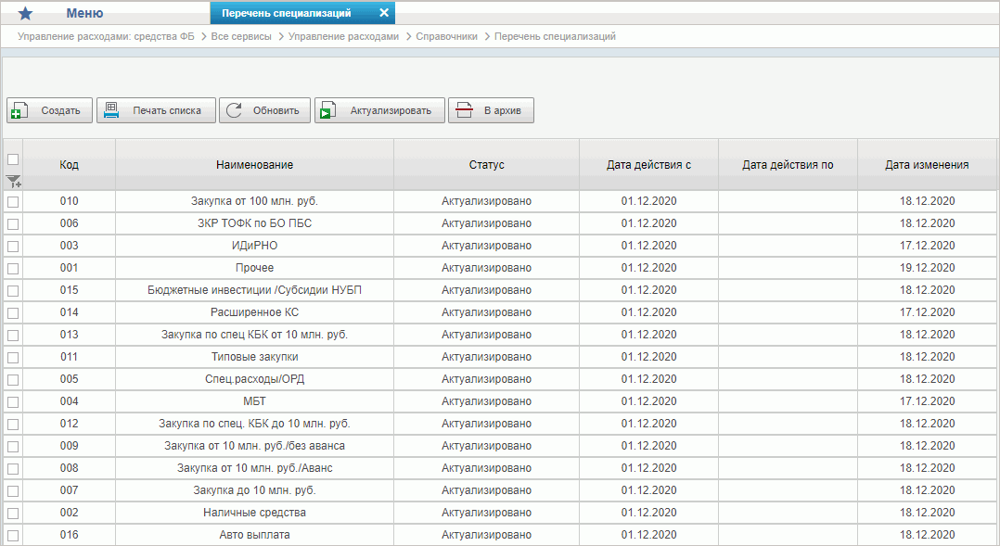 Меню Перечень специализаций
Управление расходами: средства ФБ > Все сервисы > Управление расходами > Справочники > Перечень специализаций
Создать Печать списка Обновить Актуализировать В архив
Код Наименование Статус Дата действия с Дата действия по Дата изменения
010 Закупка от 100 млн. руб. Актуализировано 01.12.2020 18.12.2020
006 ЗКР ТОФК по БО ПБС Актуализировано 01.12.2020 18.12.2020
003 ИДиРНО Актуализировано 01.12.2020 17.12.2020
001 Прочее Актуализировано 01.12.2020 19.12.2020
015 Бюджетные инвестиции /Субсидии НУБП Актуализировано 01.12.2020 18.12.2020
014 Расширенное КС Актуализировано 01.12.2020 17.12.2020
013 Закупка по спец КБК от 10 млн. руб. Актуализировано 01.12.2020 18.12.2020
011 Типовые закупки Актуализировано 01.12.2020 18.12.2020
005 Спец.расходы/ОРД Актуализировано 01.12.2020 18.12.2020
004 МБТ Актуализировано 01.12.2020 17.12.2020
012 Закупка по спец. КБК до 10 млн. руб. Актуализировано 01.12.2020 18.12.2020
009 Закупка от 10 млн. руб./без аванса Актуализировано 01.12.2020 18.12.2020
008 Закупка от 10 млн. руб./Аванс Актуализировано 01.12.2020 18.12.2020
007 Закупка до 10 млн. руб. Актуализировано 01.12.2020 18.12.2020
002 Наличные средства Актуализировано 01.12.2020 18.12.2020
016 Авто выплата Актуализировано 01.12.2020 18.12.2020